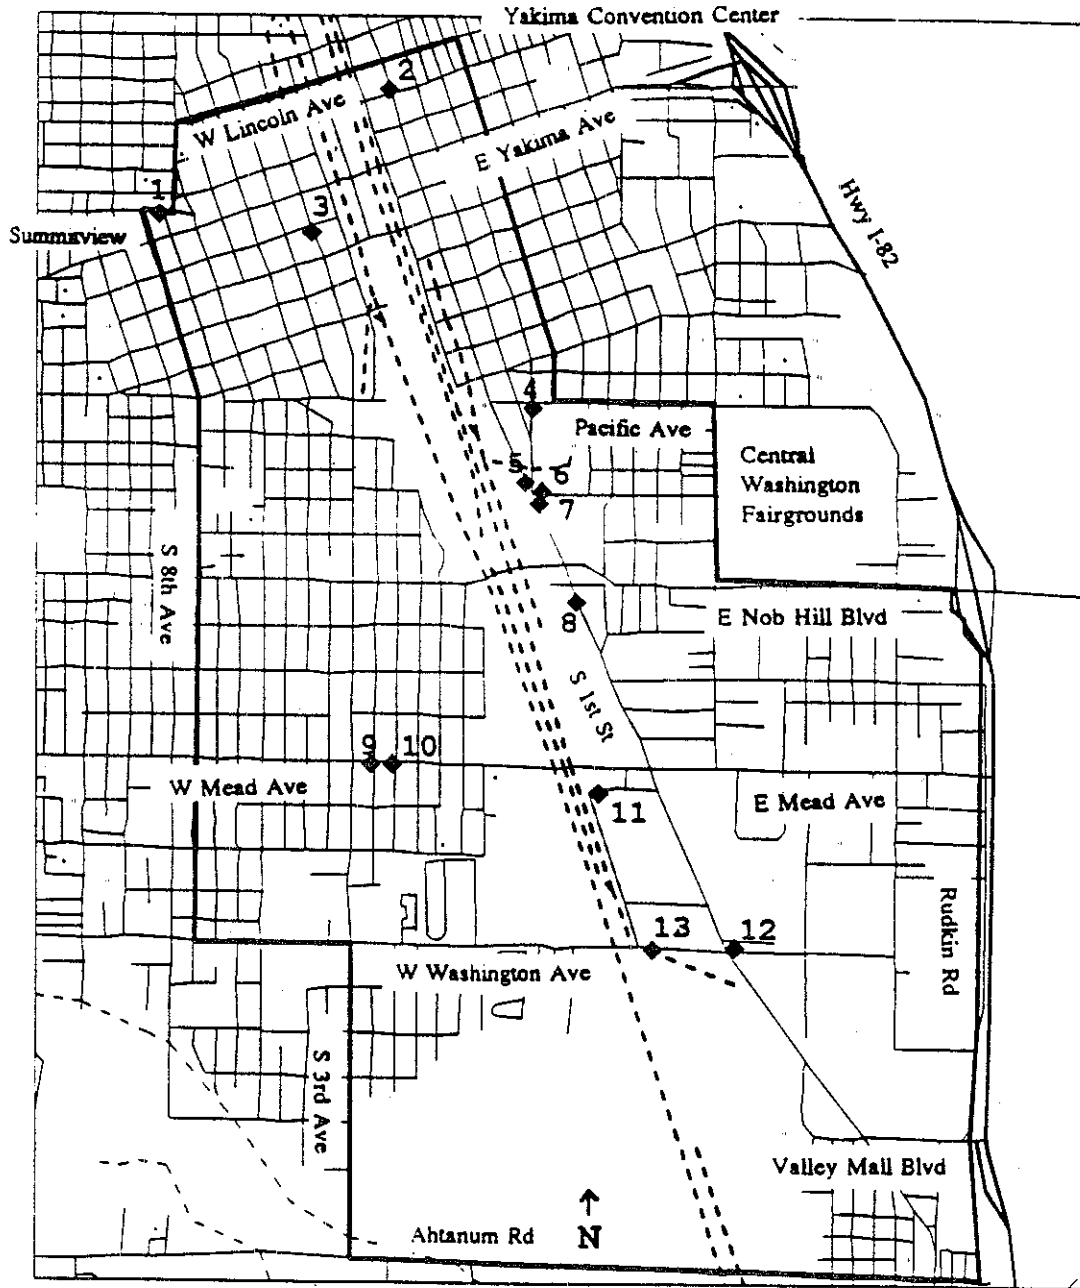 Yakima Convention Center
2
W Lincoln Ave
E Yakima Ave
1
3
Summitview
Hwy I-82
4
Pacific Ave
5
6
7
Central
Washington
Fairgrounds
S 8th Ave
8
E Nob Hill Blvd
S 1st St
9
10
W Mead Ave
11
E Mead Ave
Rudkin Rd
13
12
W Washington Ave
S 3rd Ave
Valley Mall Blvd
Ahtanum Rd
N